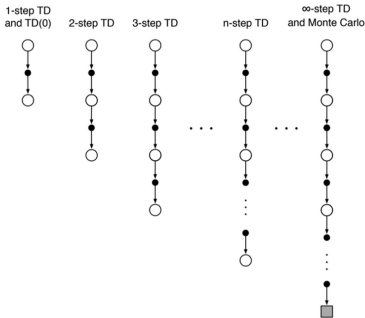 1-step TD
and TD(0)
2-step TD
3-step TD
n-step TD
∞-step TD
and Monte Carlo